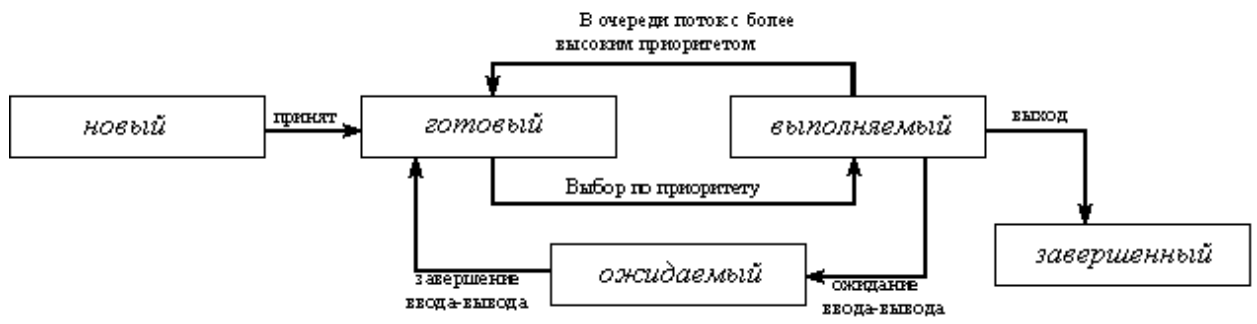 В очереди поток с более
высоким приоритетом
новый
принят
готовый
выполняемый
выход
Выбор по приоритету
завершение
ввода-вывода
ожидаемый
ожидание
ввода-вывода
завершенный